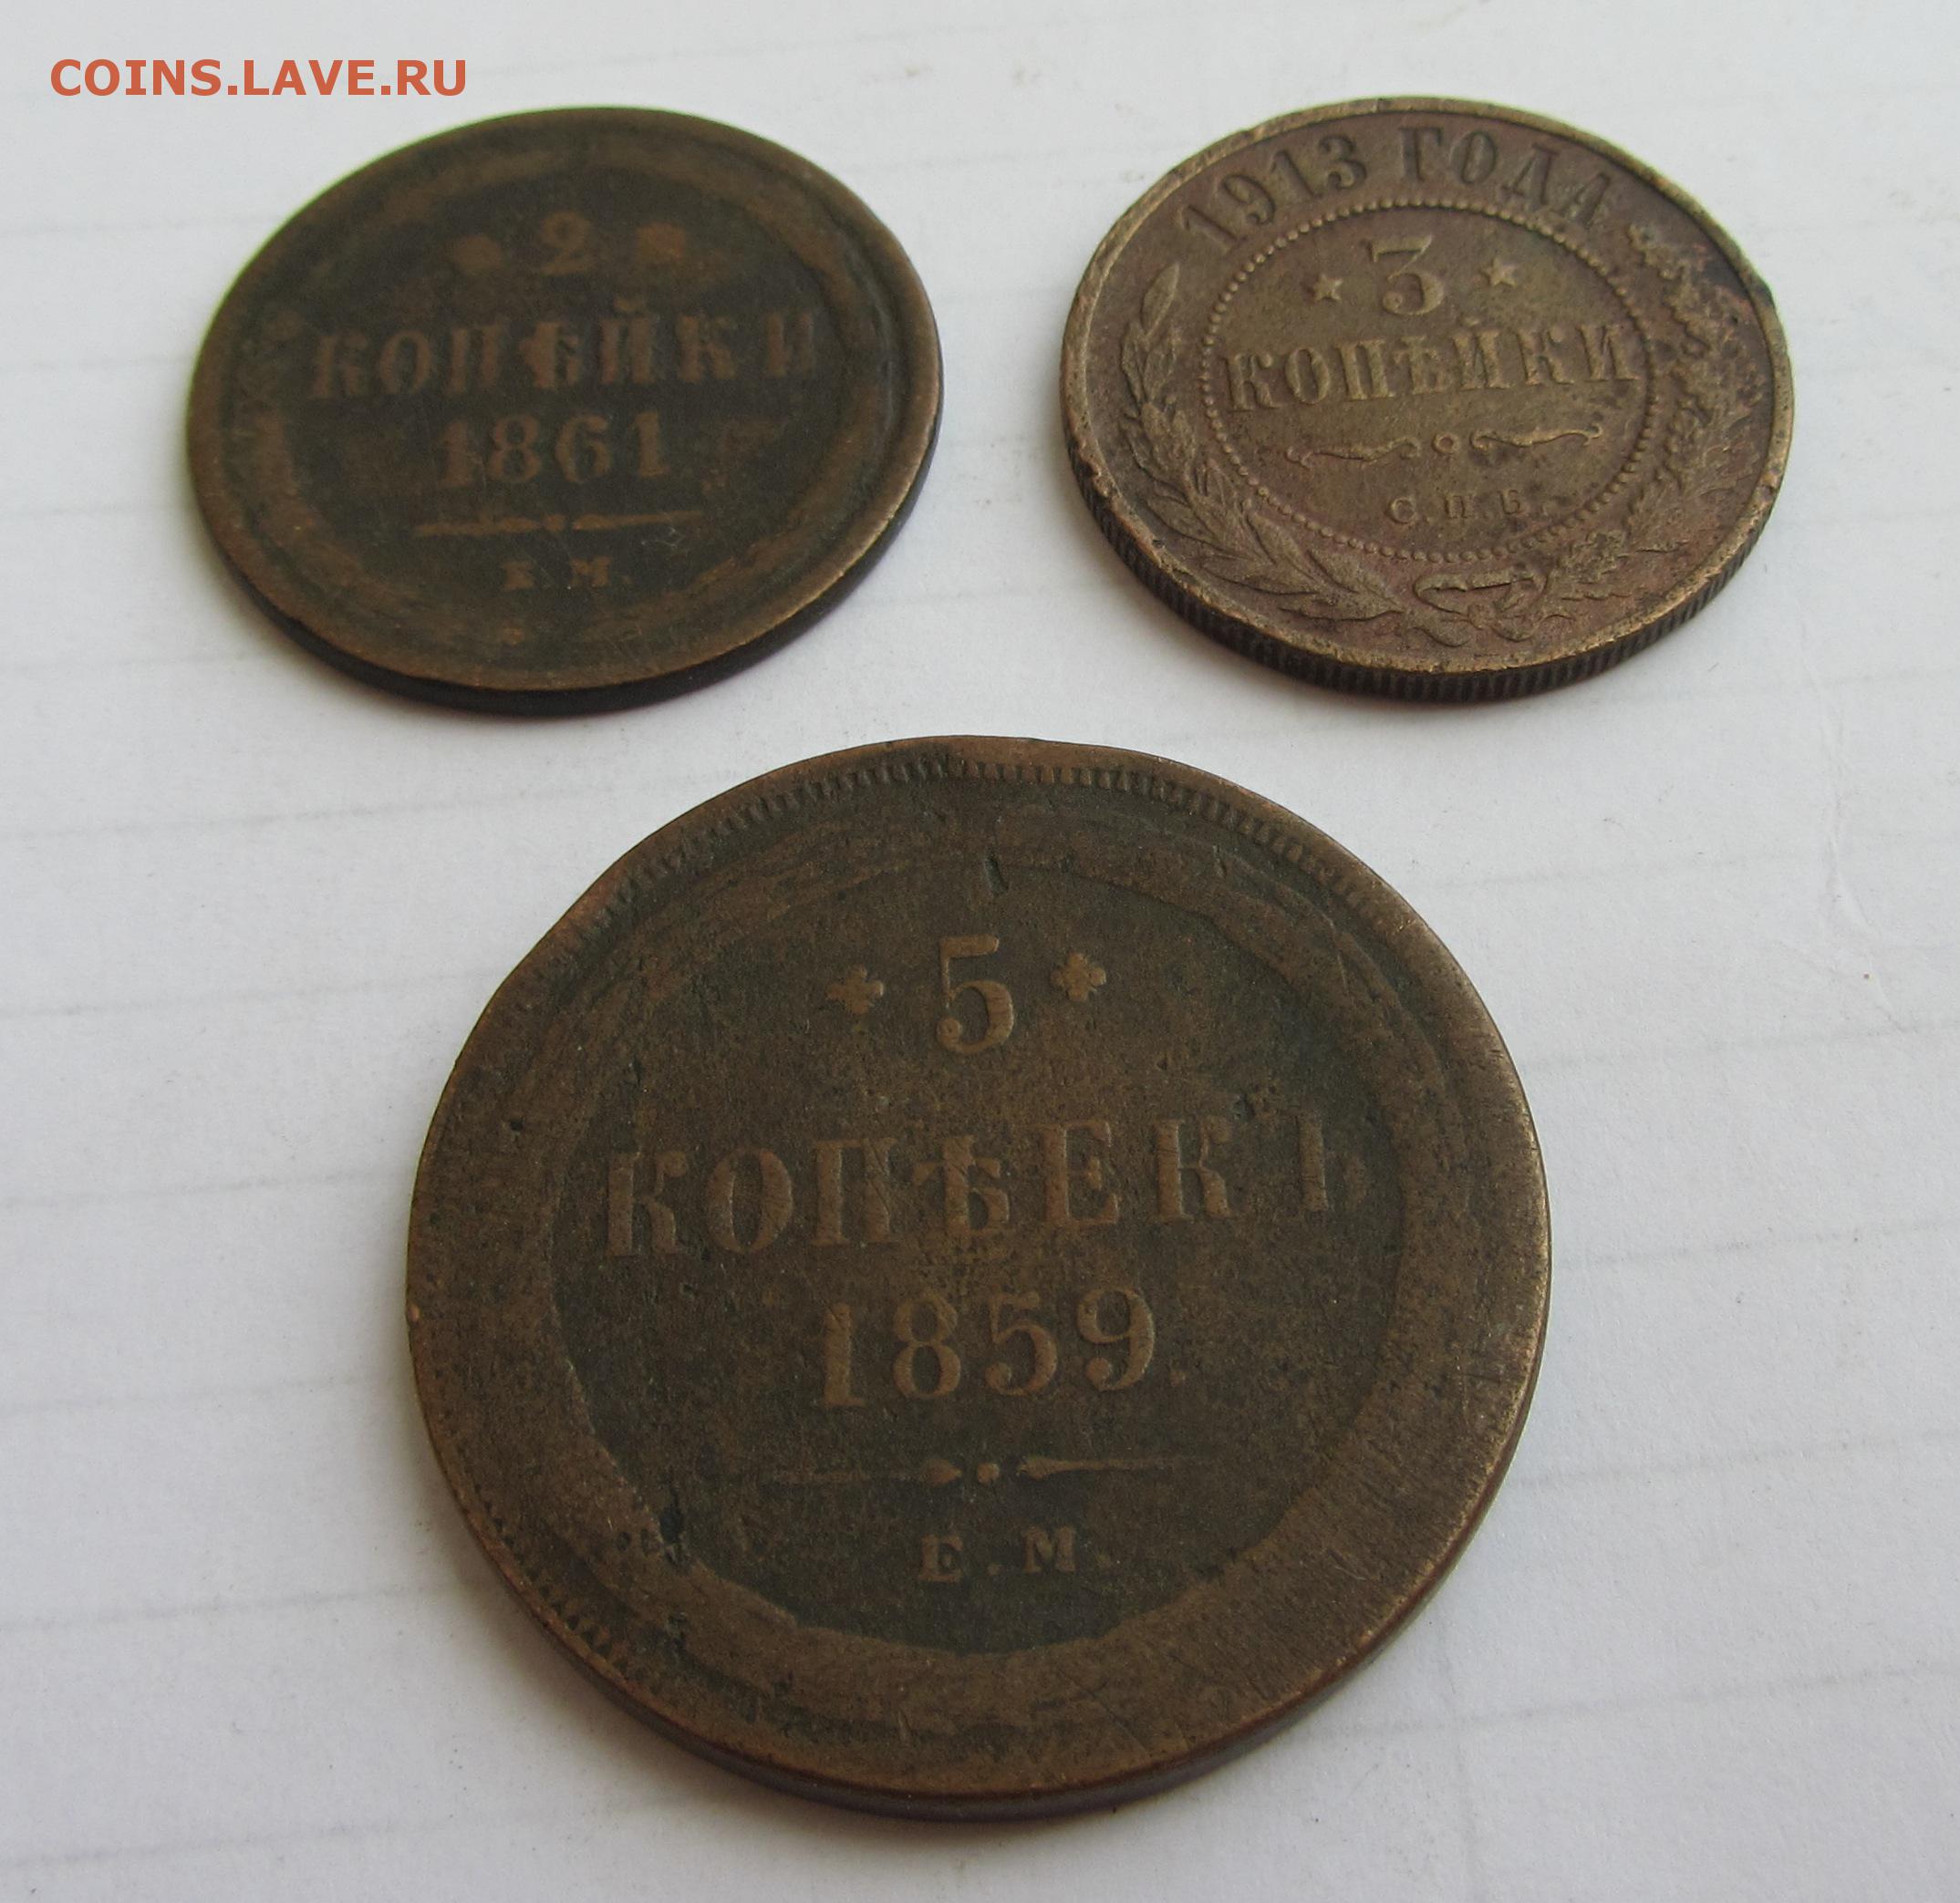 COINS.LAVE.RU
2
КОПѢЙКИ
1861
Е.М.
1913 ГОДА
3
КОПѢЙКИ
С.П.Б.
5
КОПѢЕКЪ
1859.
Е.М.